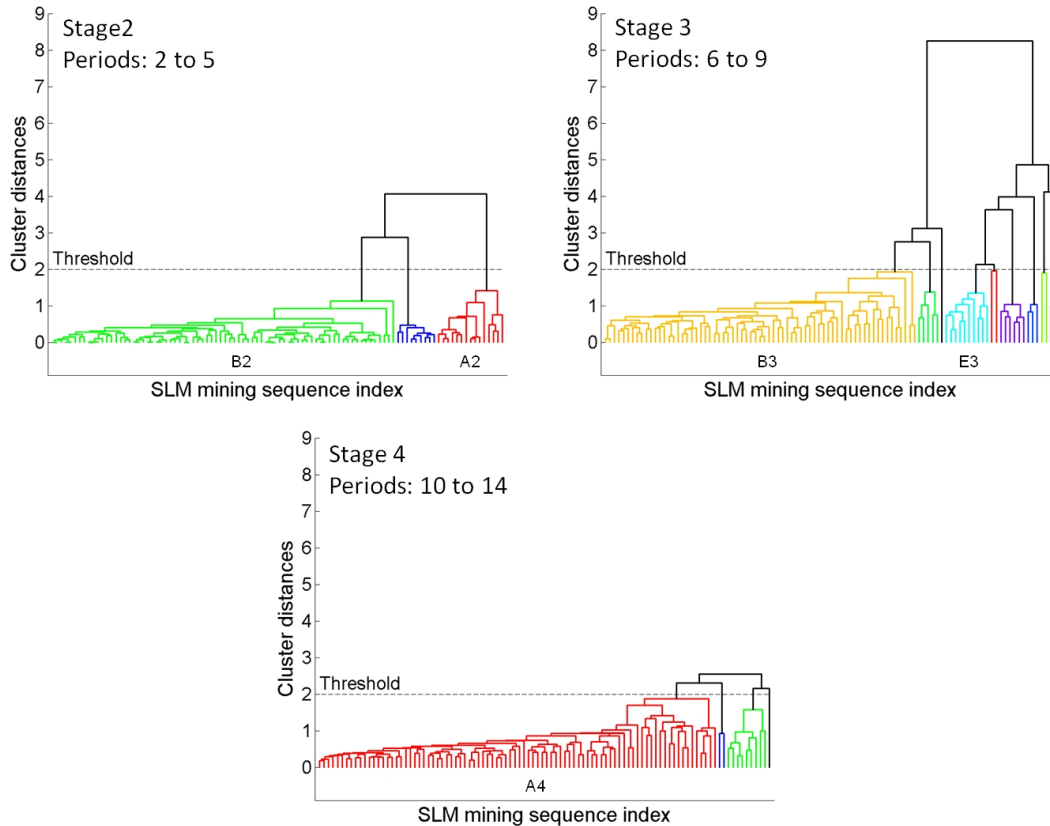 Stage2
Periods: 2 to 5
9
8
7
6
5
4
3
2
1
0
Cluster distances
Threshold
B2
A2
SLM mining sequence index
Stage 3
Periods: 6 to 9
9
8
7
6
5
4
3
2
1
0
Cluster distances
Threshold
B3
E3
SLM mining sequence index
Stage 4
Periods: 10 to 14
9
8
7
6
5
4
3
2
1
0
Cluster distances
Threshold
A4
SLM mining sequence index